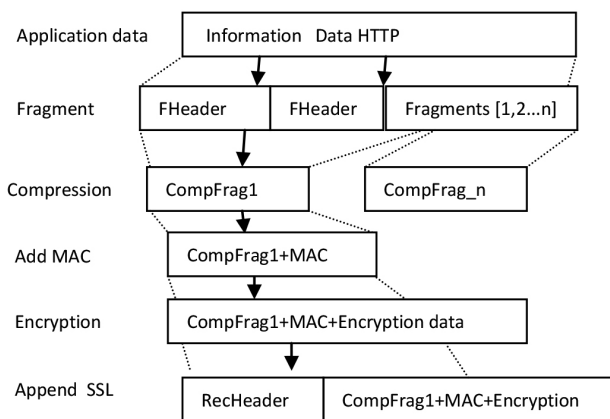 Application data Information Data HTTP
Fragment FHeader FHeader Fragments [1,2...n]
Compression CompFrag1 CompFrag_n
Add MAC CompFrag1+MAC
Encryption CompFrag1+MAC+Encryption data
Append SSL RecHeader CompFrag1+MAC+Encryption